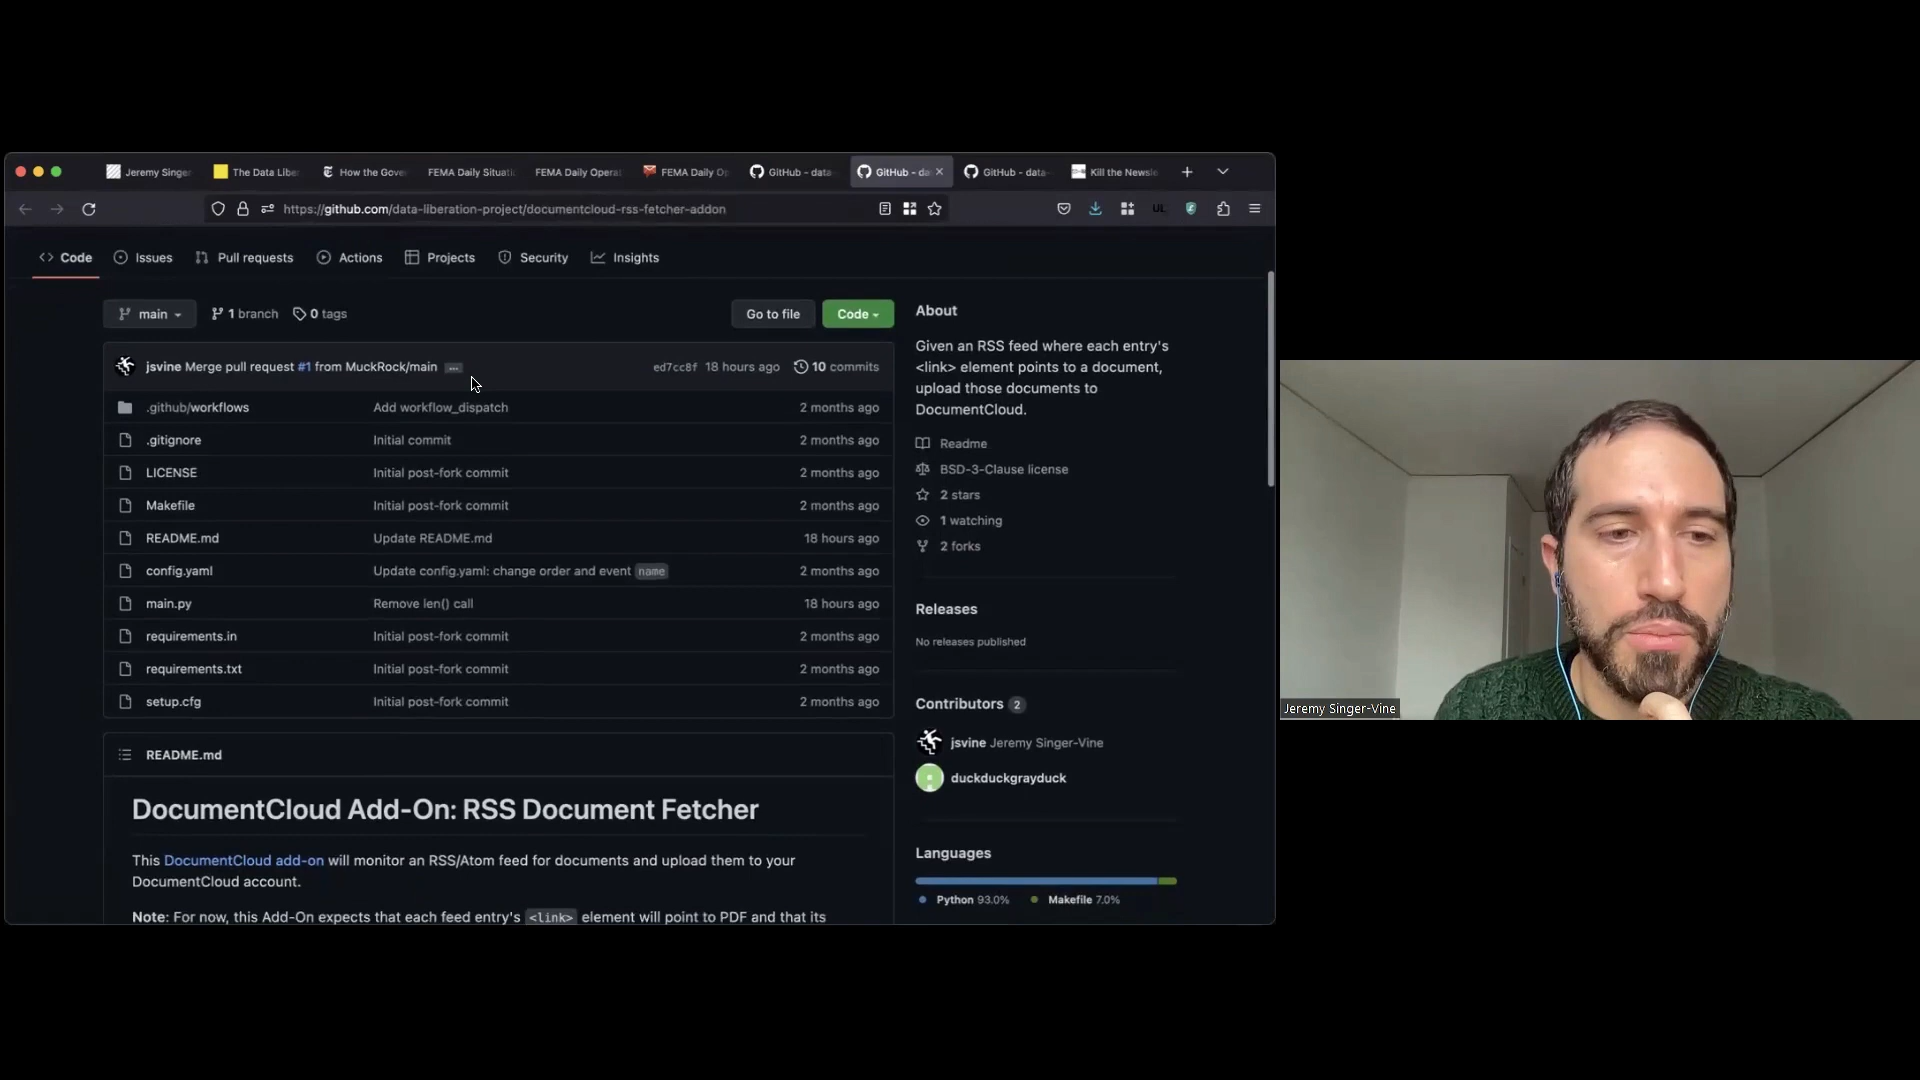 Jeremy Singer
The Data Libe
How the Gove
FEMA Daily Situati
FEMA Daily Opera
FEMA Daily Op
GitHub - data
GitHub - da
GitHub - data
Kill the Newsle
https://github.com/data-liberation-project/documentcloud-rss-fetcher-addon
UL
Code
Issues
Pull requests
Actions
Projects
Security
Insights
main
1 branch
0 tags
Go to file
Code
jsvine Merge pull request #1 from MuckRock/main ...
ed7cc8f 18 hours ago
10 commits
.github/workflows Add workflow_dispatch 2 months ago
.gitignore Initial commit 2 months ago
LICENSE Initial post-fork commit 2 months ago
Makefile Initial post-fork commit 2 months ago
README.md Update README.md 18 hours ago
config.yaml Update config.yaml: change order and event name 2 months ago
main.py Remove len() call 18 hours ago
requirements.in Initial post-fork commit 2 months ago
requirements.txt Initial post-fork commit 2 months ago
setup.cfg Initial post-fork commit 2 months ago
README.md
DocumentCloud Add-On: RSS Document Fetcher
This DocumentCloud add-on will monitor an RSS/Atom feed for documents and upload them to your
DocumentCloud account.
Note: For now, this Add-On expects that each feed entry's <link> element will point to PDF and that its
About
Given an RSS feed where each entry's
<link> element points to a document,
upload those documents to
DocumentCloud.
Readme
BSD-3-Clause license
2 stars
1 watching
2 forks
Releases
No releases published
Contributors 2
jsvine Jeremy Singer-Vine
duckduckgrayduck
Languages
Python 93.0%
Makefile 7.0%
Jeremy Singer-Vine